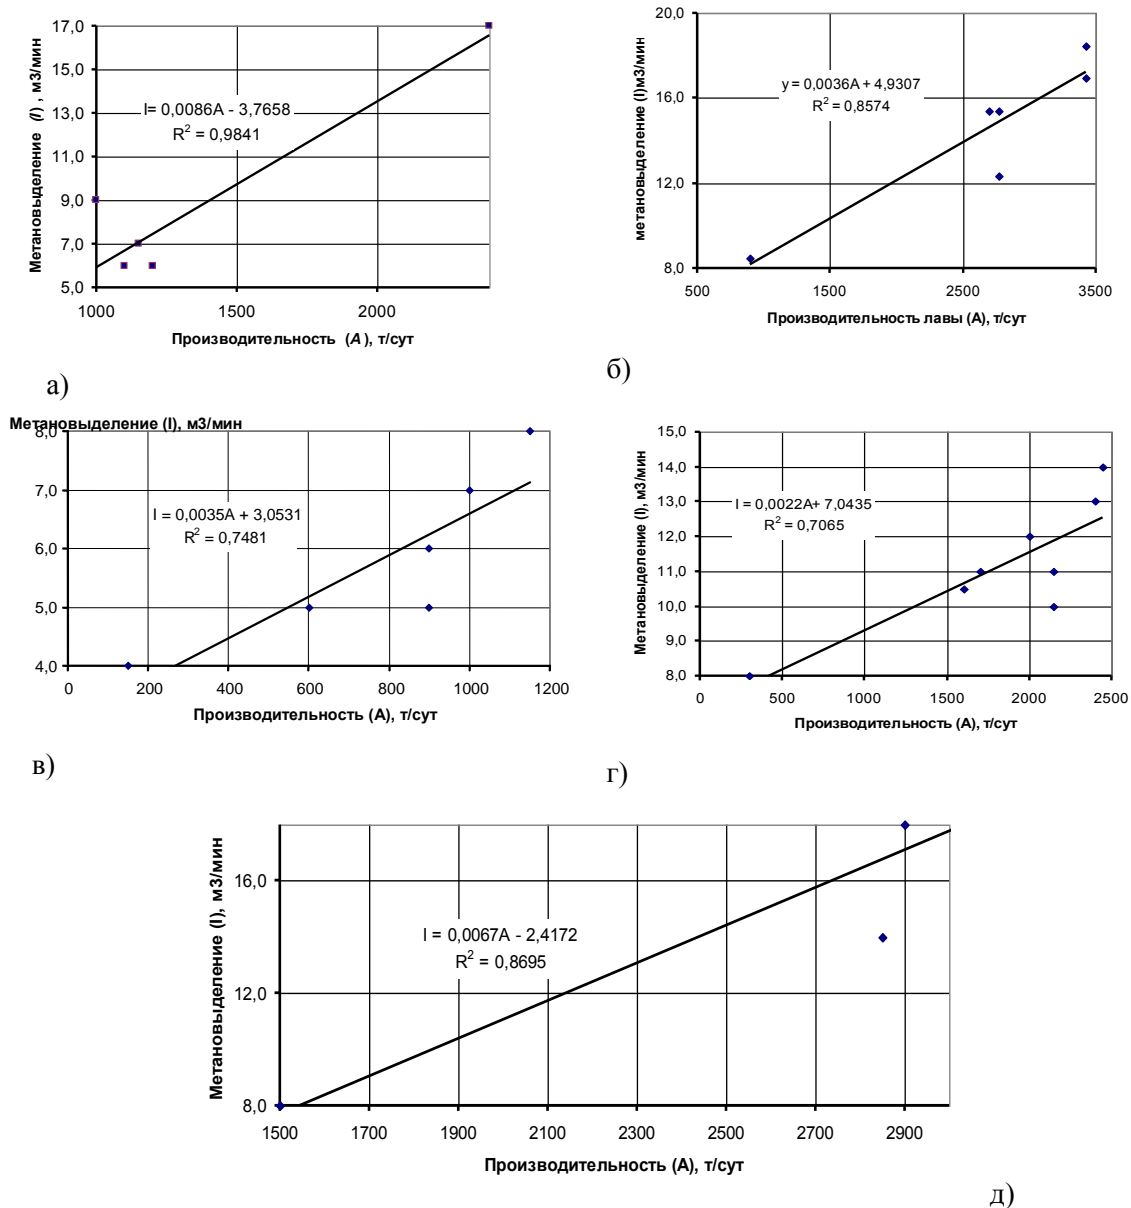 17,0
15,0
13,0
11,0
9,0
7,0
5,0
Метановыделение (I) , м3/мин
I= 0,0086A - 3,7658
R² = 0,9841
1000 1500 2000
Производительность (А ), т/сут
а)
20,0
16,0
12,0
8,0
метановыделение (I)м3/мин
y = 0,0036A + 4,9307
R² = 0,8574
500 1500 2500 3500
Производительность лавы (А), т/сут
б)
Метановыделение (I), м3/мин
8,0
7,0
6,0
5,0
4,0
I = 0,0035A + 3,0531
R² = 0,7481
0 200 400 600 800 1000 1200
Производительность (А), т/сут
в)
15,0
14,0
13,0
12,0
11,0
10,0
9,0
8,0
Метановыделение (I), м3/мин
I = 0,0022A+ 7,0435
R² = 0,7065
0 500 1000 1500 2000 2500
Производительность (А), т/сут
г)
16,0
12,0
8,0
Метановыделение (I), м3/мин
I = 0,0067A - 2,4172
R² = 0,8695
1500 1700 1900 2100 2300 2500 2700 2900
Производительность (А), т/сут
д)